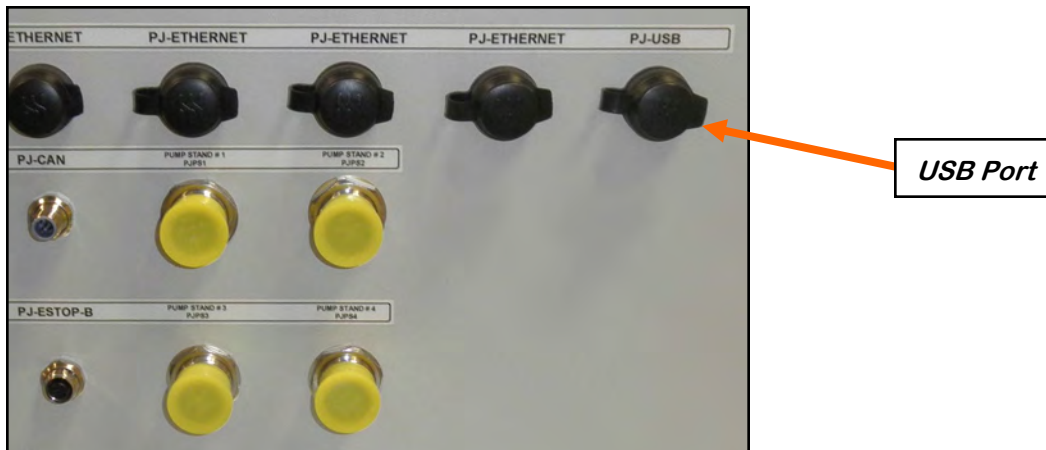 ETHERNET PJ-ETHERNET PJ-ETHERNET PJ-ETHERNET PJ-USB
USB Port
PJ-CAN PUMP STAND # 1 PUMP STAND # 2
PJPS1 PJPS2
PJ-ESTOP-B PUMP STAND # 3 PUMP STAND # 4
PJPS3 PJPS4